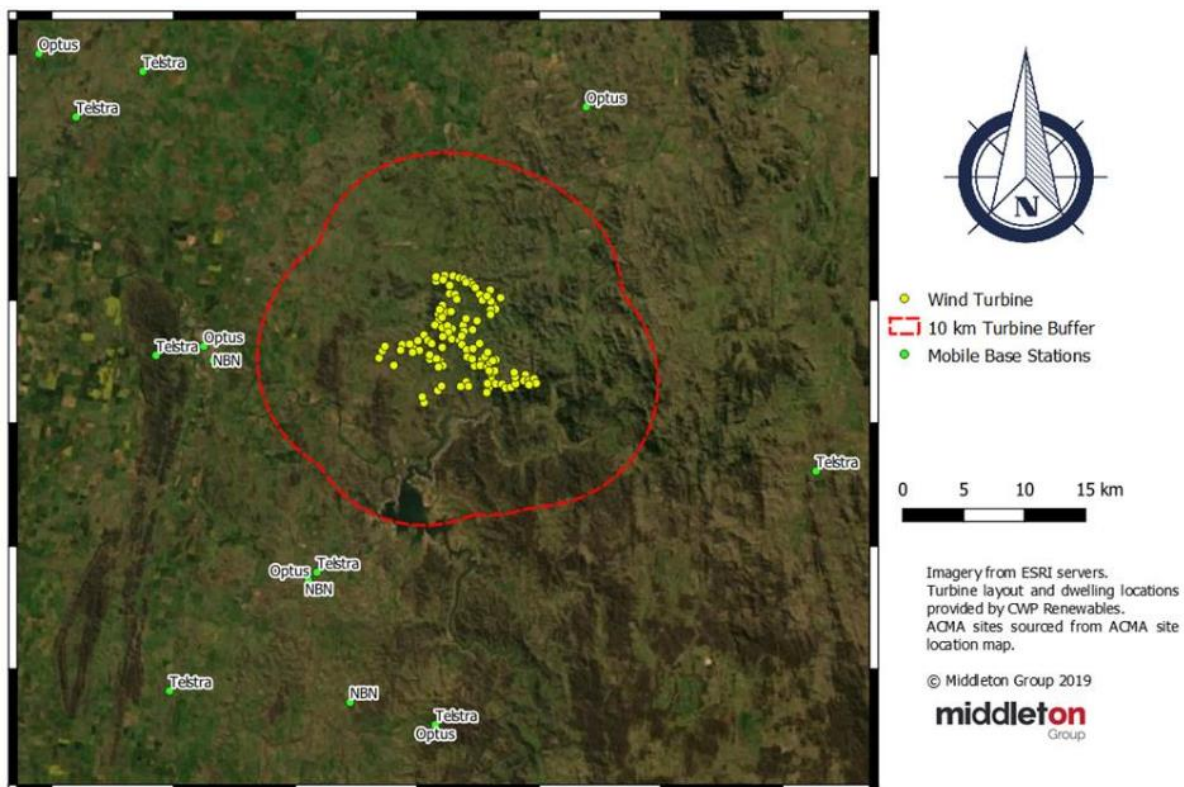 Optus
Telstra
Telstra
Optus
Telstra
Optus
NBN
Telstra
Optus
Telstra
NBN
Telstra
NBN
Telstra
Optus
N
Wind Turbine
10 km Turbine Buffer
Mobile Base Stations
0 5 10 15 km
Imagery from ESRI servers.
Turbine layout and dwelling locations
provided by CWP Renewables.
ACMA sites sourced from ACMA site
location map.
© Middleton Group 2019
middleton
Group